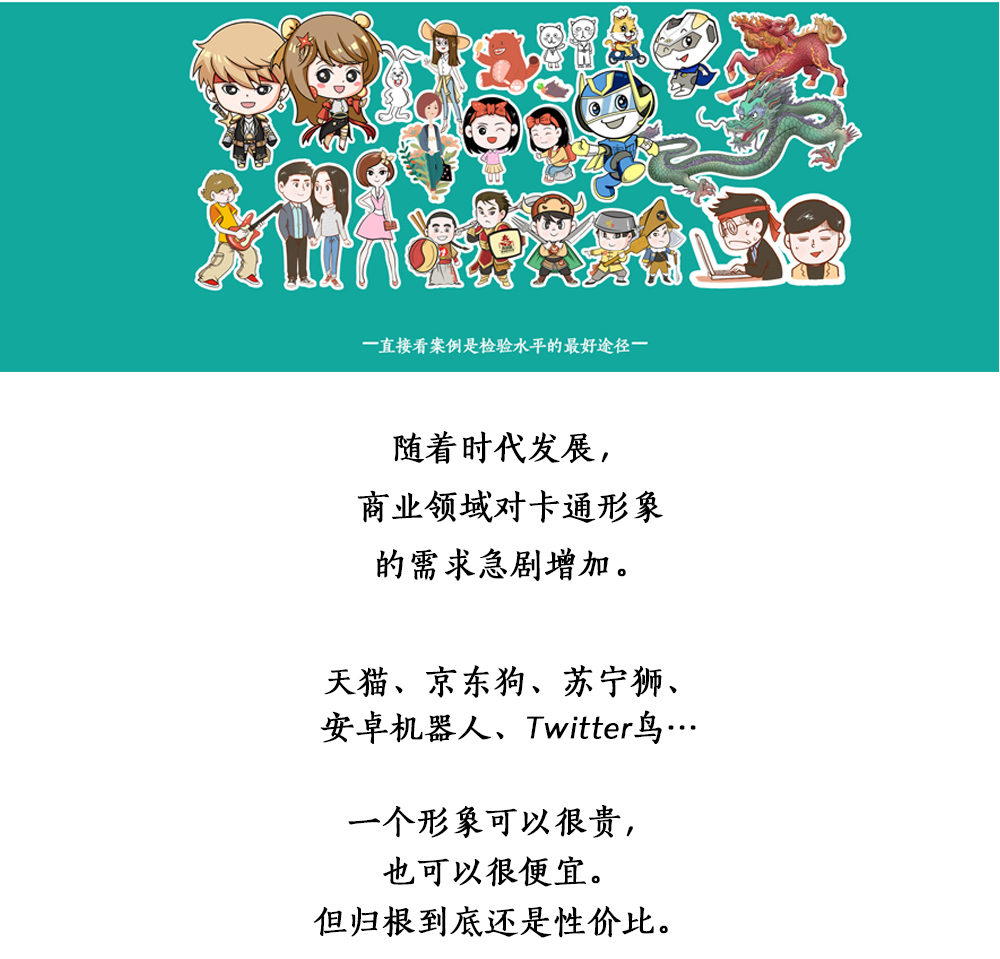 一直接看案例是检验水平的最好途径一
随着时代发展，
商业领域对卡通形象
的需求急剧增加。
天猫、京东狗、苏宁狮、
安卓机器人、Twitter鸟…
一个形象可以很贵，
也可以很便宜。
但归根到底还是性价比。